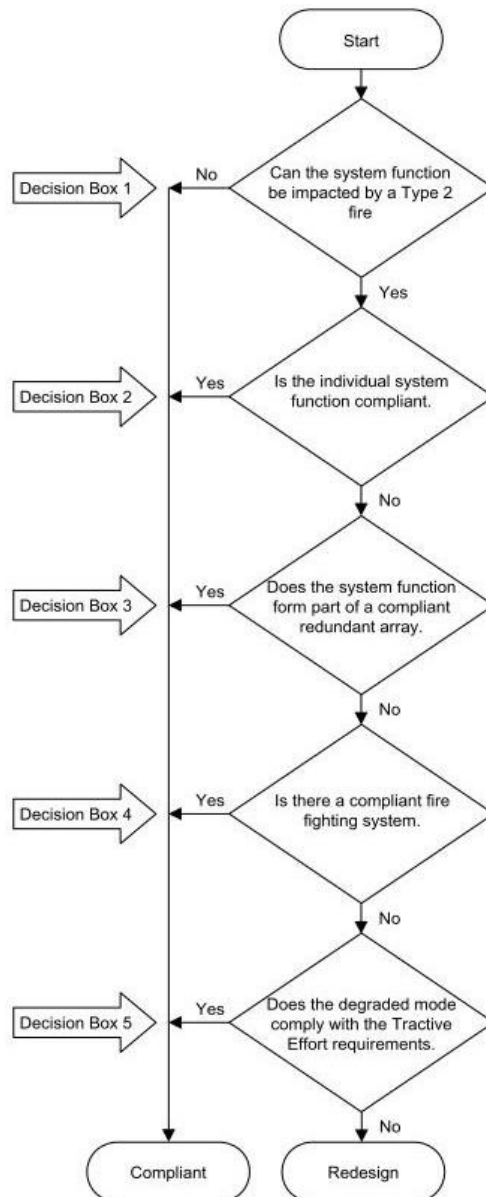 Start
Can the system function
be impacted by a Type 2
fire
Decision Box 1
No
Yes
Is the individual system
function compliant.
Decision Box 2
Yes
No
Does the system function
form part of a compliant
redundant array.
Decision Box 3
Yes
No
Is there a compliant fire
fighting system.
Decision Box 4
Yes
No
Does the degraded mode
comply with the Tractive
Effort requirements.
Decision Box 5
Yes
No
Compliant
Redesign